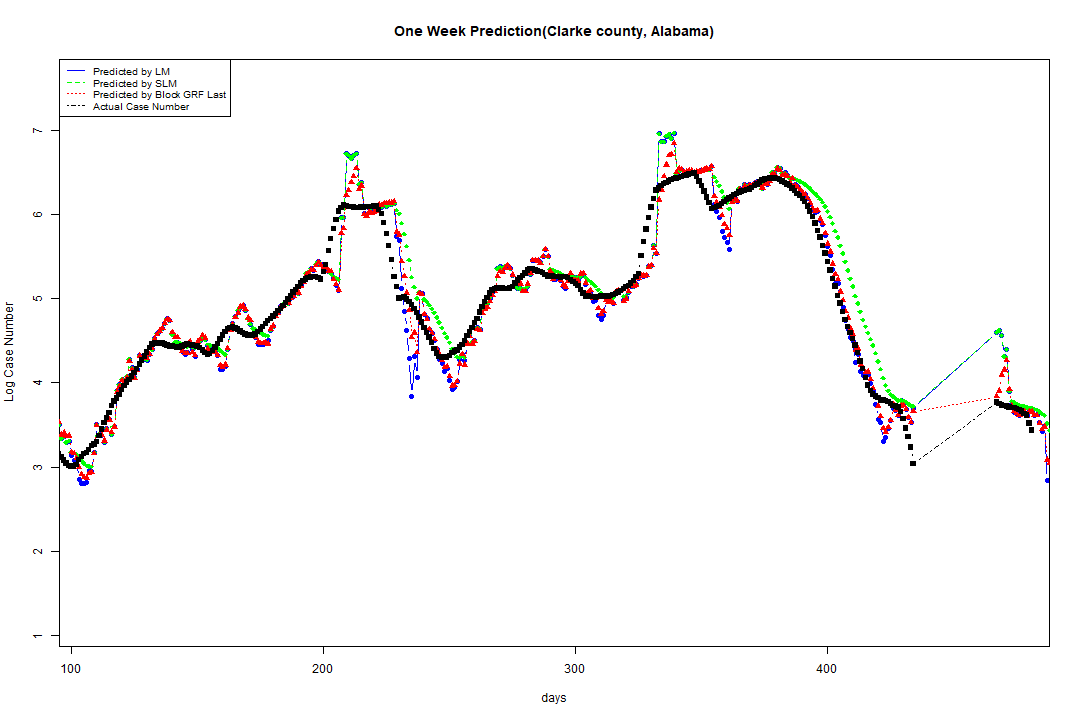 One Week Prediction(Clarke county, Alabama)
Predicted by LM
Predicted by SLM
Predicted by Block GRF Last
Actual Case Number
7
6
5
4
3
2
1
Log Case Number
100 200 300 400
days